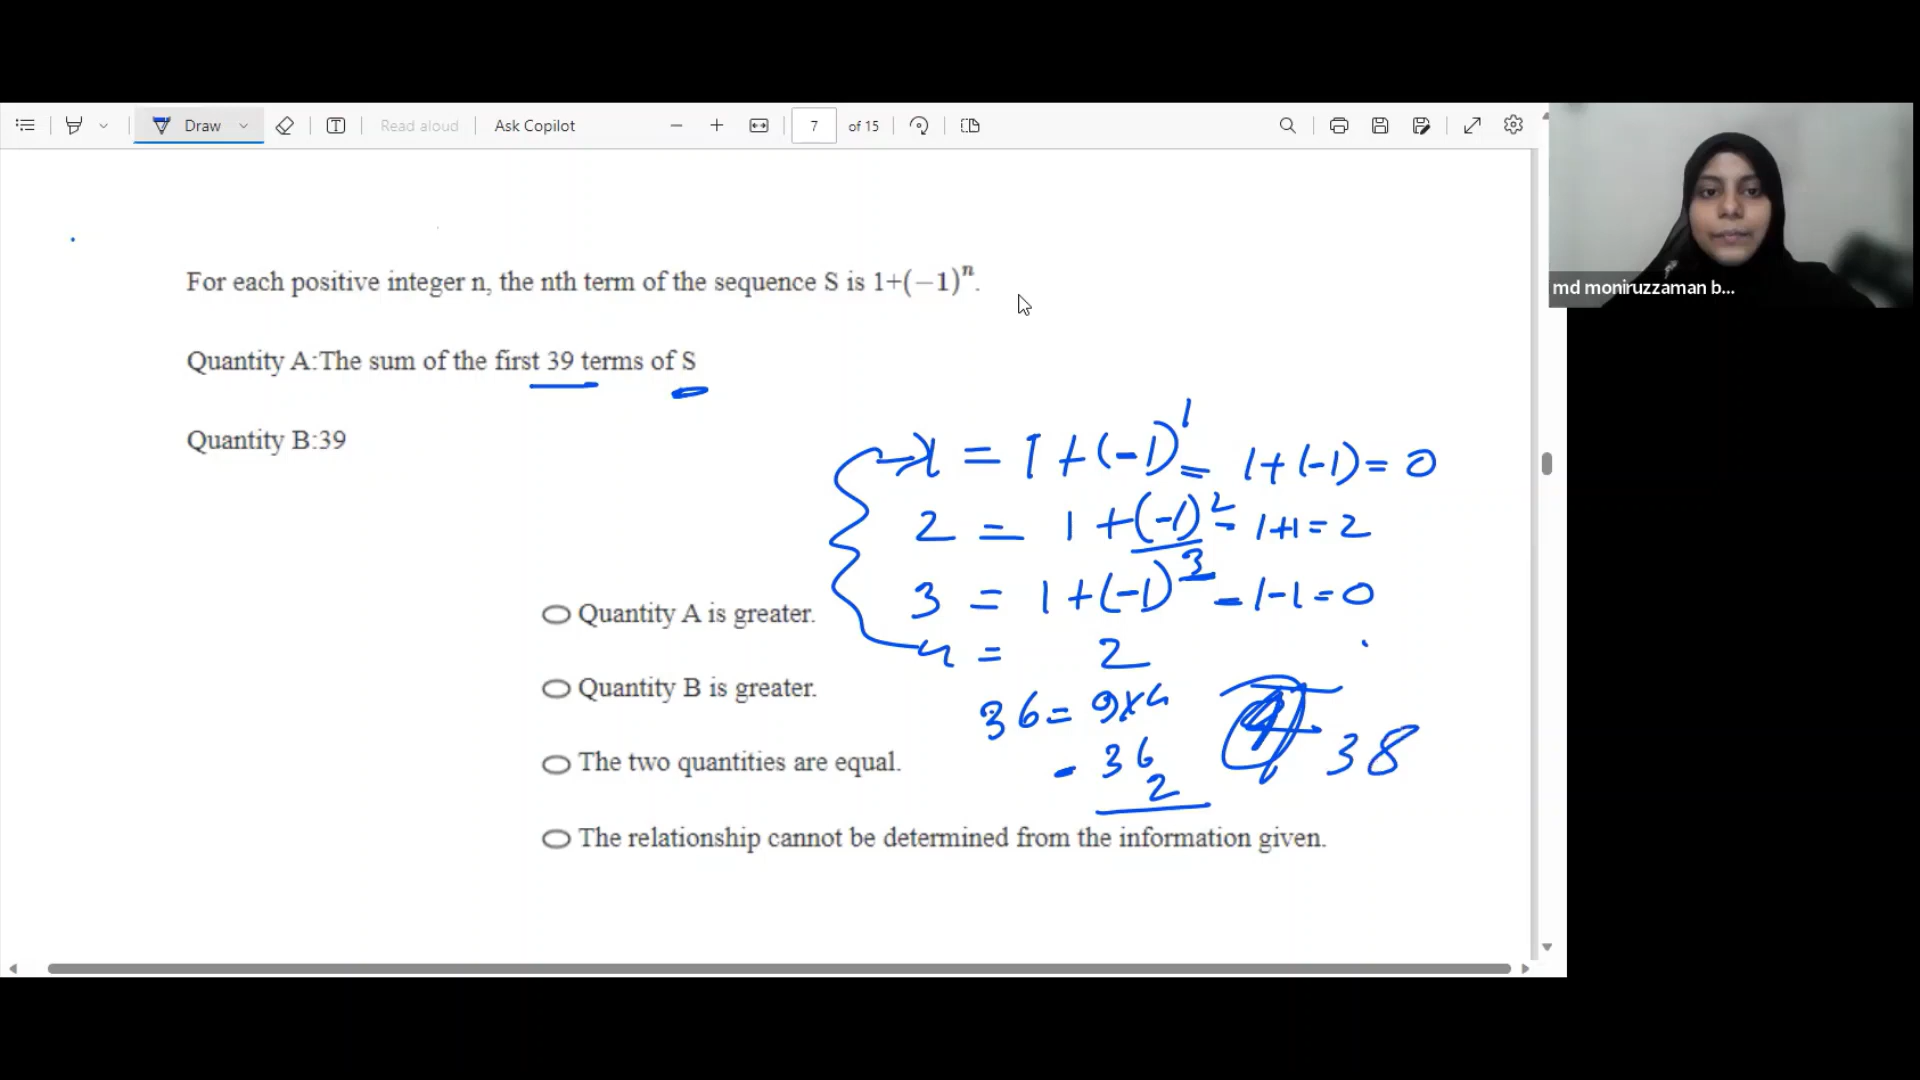 Draw
Read aloud
Ask Copilot
7 of 15
md moniruzzaman b...
For each positive integer n, the nth term of the sequence S is 1+(−1)^n.
Quantity A:The sum of the first 39 terms of S
Quantity B:39
1 = 1 + (-1)^1 = 1 + (-1) = 0
2 = 1 + (-1)^2 = 1+1 = 2
3 = 1 + (-1)^3 - 1-1 = 0
4 = 2
36 = 9x4
- 36
2
38
Quantity A is greater.
Quantity B is greater.
The two quantities are equal.
The relationship cannot be determined from the information given.